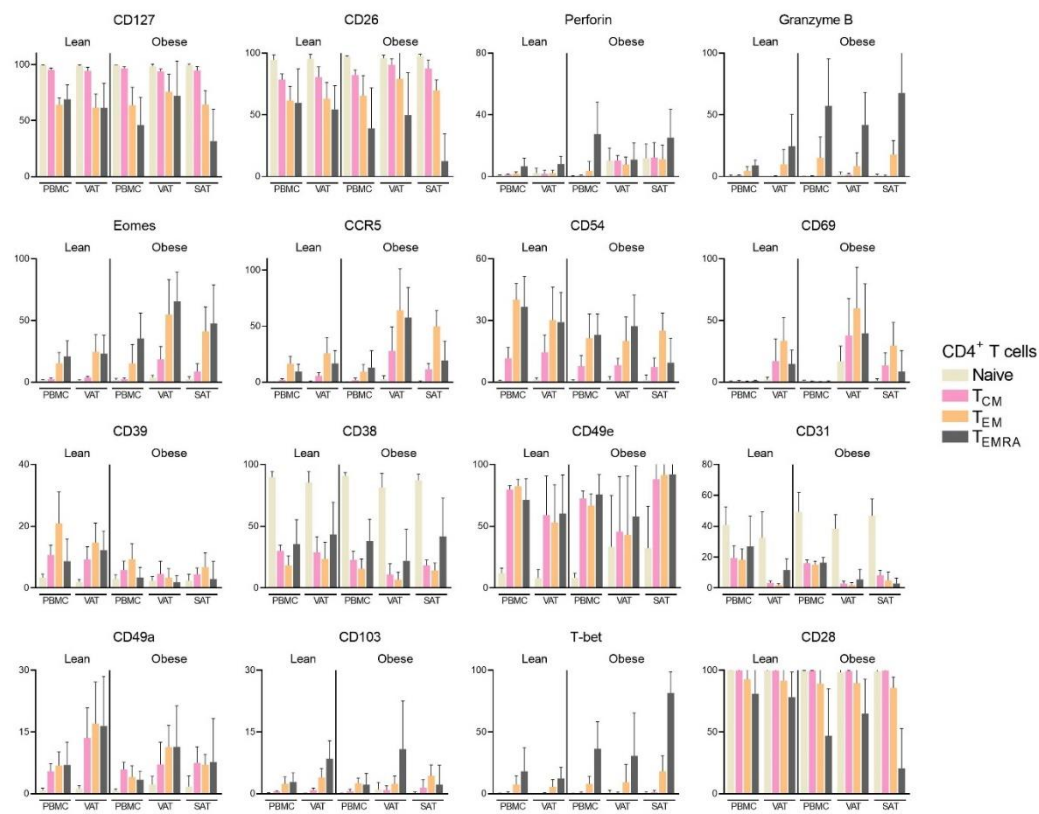 CD127
Lean Obese
100
50
0
PBMC VAT PBMC VAT SAT
CD26
Lean Obese
100
50
0
PBMC VAT PBMC VAT SAT
Perforin
Lean Obese
80
40
0
PBMC VAT PBMC VAT SAT
Granzyme B
Lean Obese
100
50
0
PBMC VAT PBMC VAT SAT
Eomes
Lean Obese
100
50
0
PBMC VAT PBMC VAT SAT
CCR5
Lean Obese
100
50
0
PBMC VAT PBMC VAT SAT
CD54
Lean Obese
60
30
0
PBMC VAT PBMC VAT SAT
CD69
Lean Obese
100
50
0
PBMC VAT PBMC VAT SAT
CD4+ T cells
Naive
TCM
TEM
TEMRA
CD39
Lean Obese
40
20
0
PBMC VAT PBMC VAT SAT
CD38
Lean Obese
100
50
0
PBMC VAT PBMC VAT SAT
CD49e
Lean Obese
100
50
0
PBMC VAT PBMC VAT SAT
CD31
Lean Obese
80
60
40
20
0
PBMC VAT PBMC VAT SAT
CD49a
Lean Obese
30
15
0
PBMC VAT PBMC VAT SAT
CD103
Lean Obese
30
15
0
PBMC VAT PBMC VAT SAT
T-bet
Lean Obese
100
50
0
PBMC VAT PBMC VAT SAT
CD28
Lean Obese
100
50
0
PBMC VAT PBMC VAT SAT